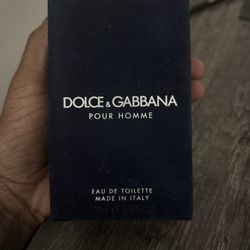 DOLCE & GABBANA
POUR HOMME
EAU DE TOILETTE
MADE IN ITALY